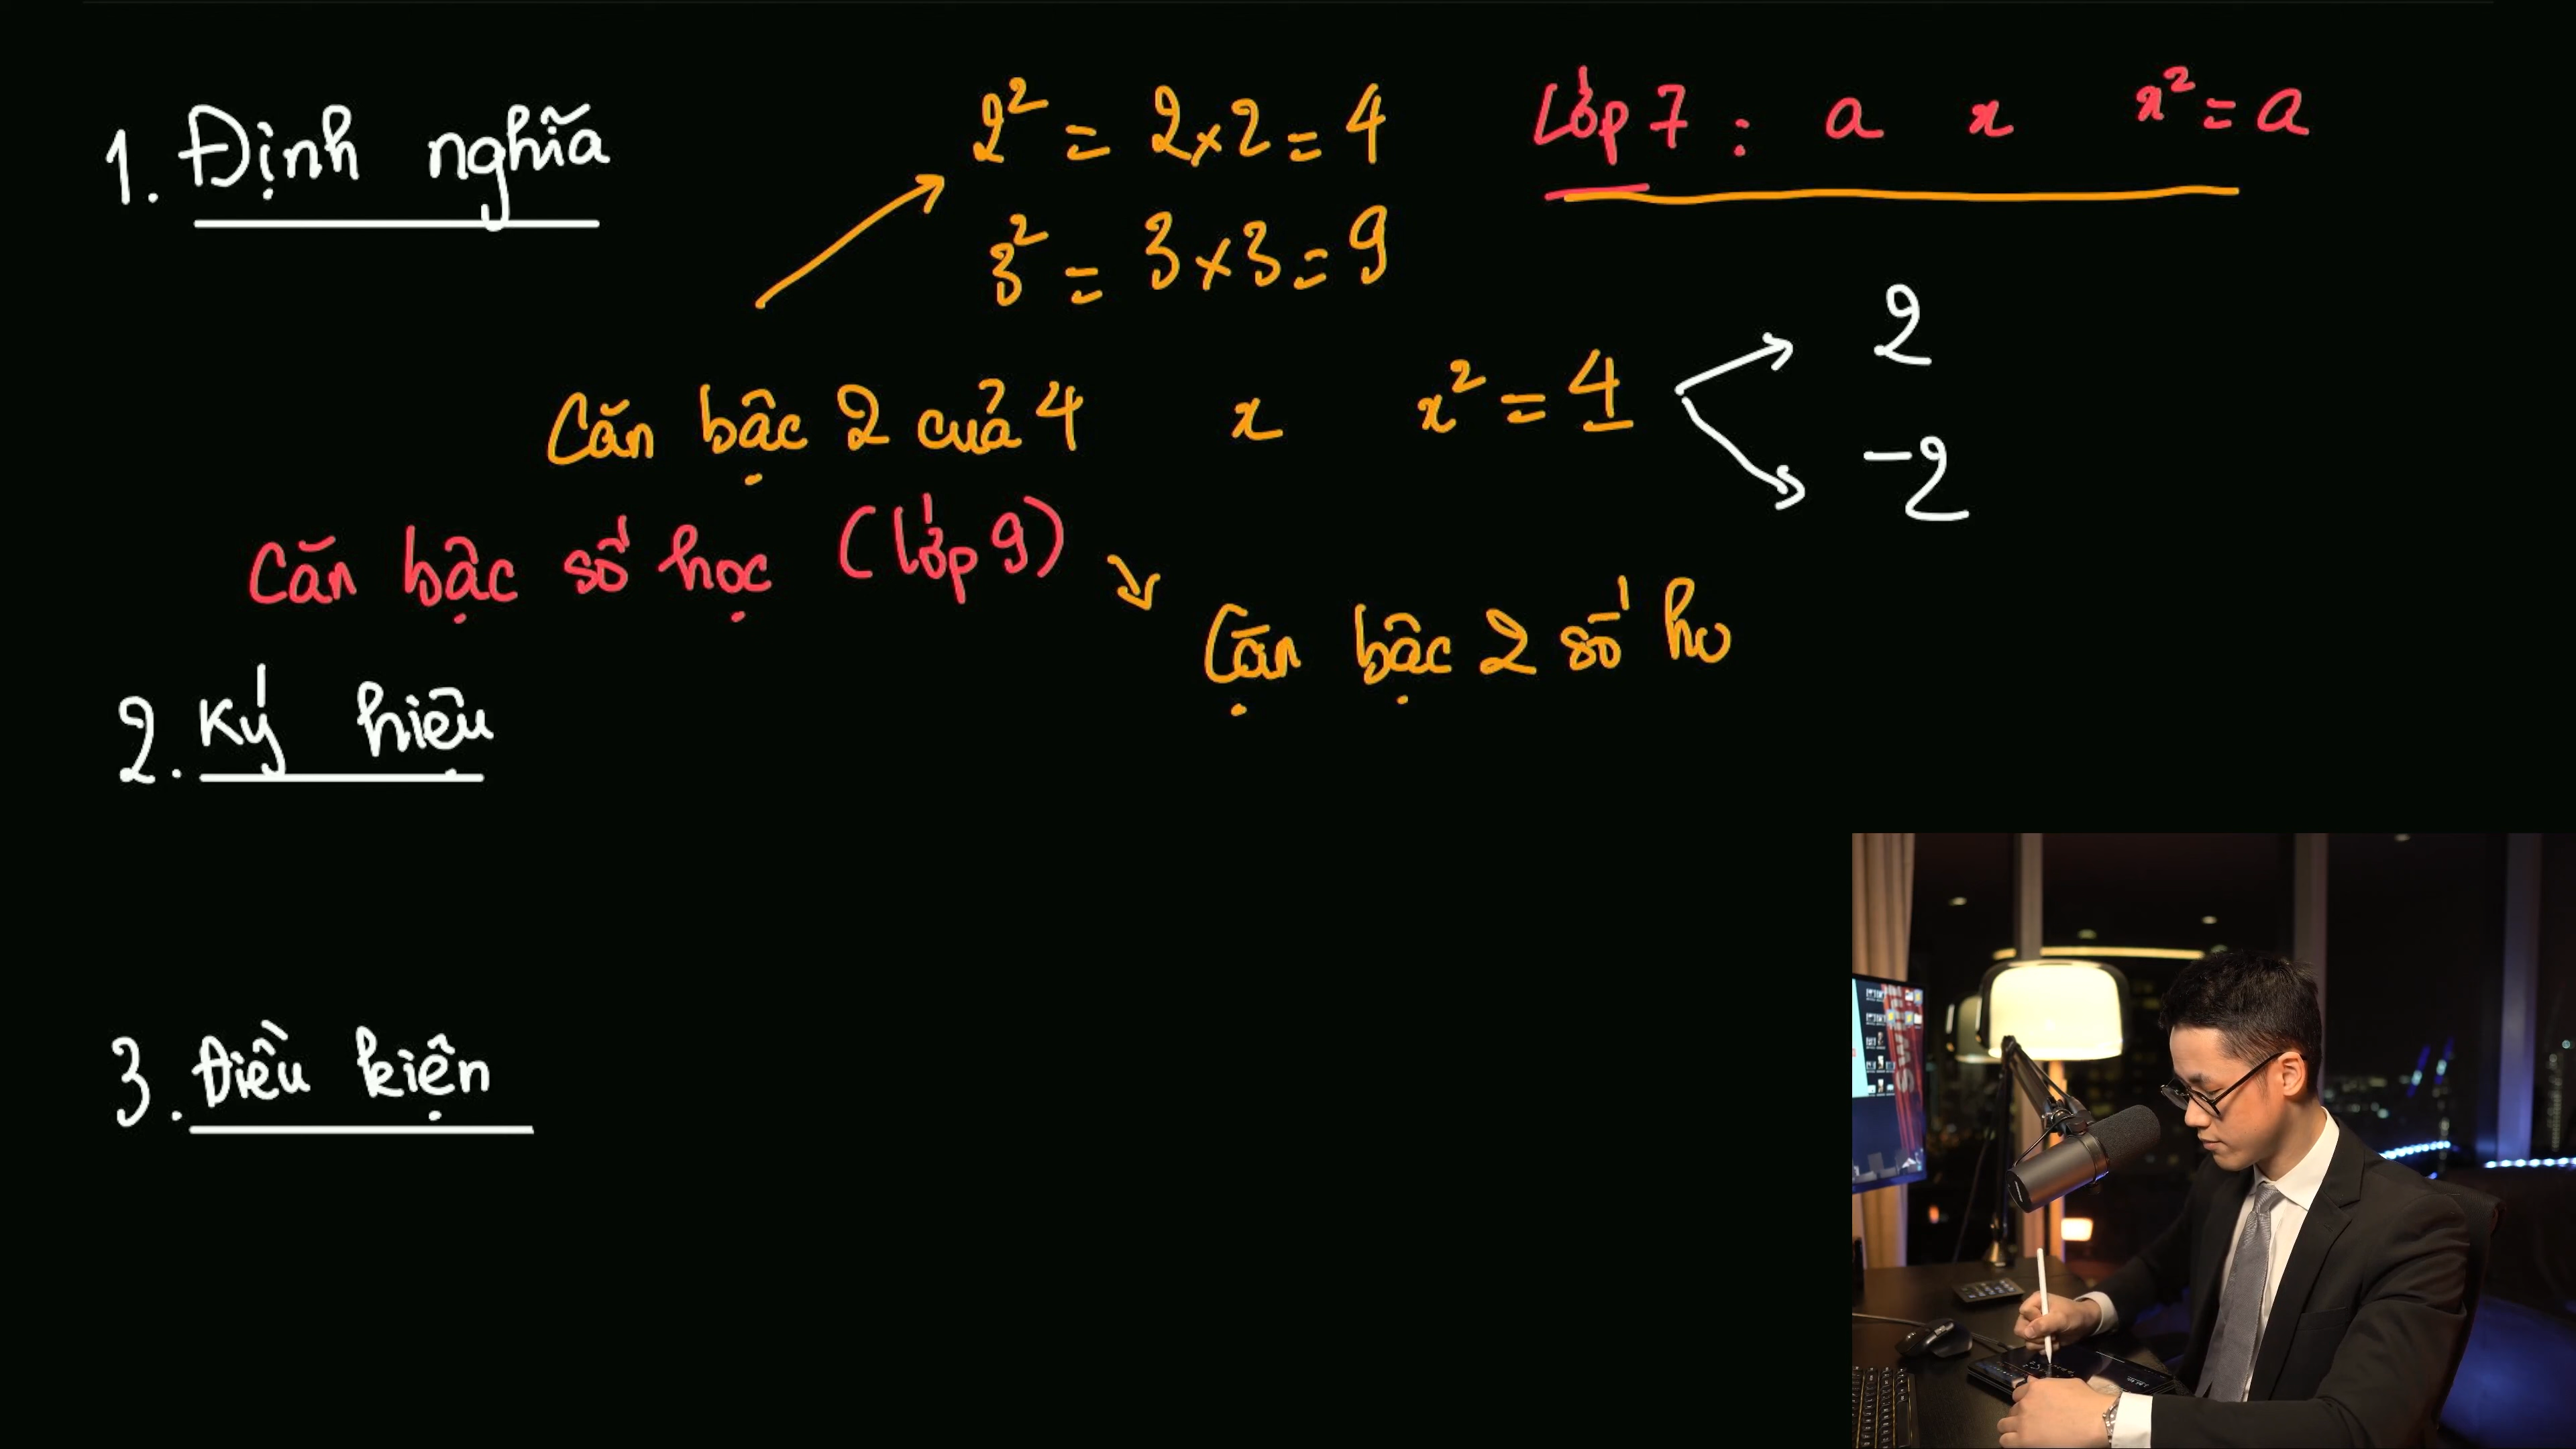 1. Định nghĩa
2² = 2×2 = 4
3² = 3×3 = 9
Lớp 7 : a x x² = a
Căn bậc 2 của 4 x x² = 4
2
-2
Căn bậc số học (lớp 9)
Căn bậc 2 số ho
2. Ký hiệu
3. Điều kiện